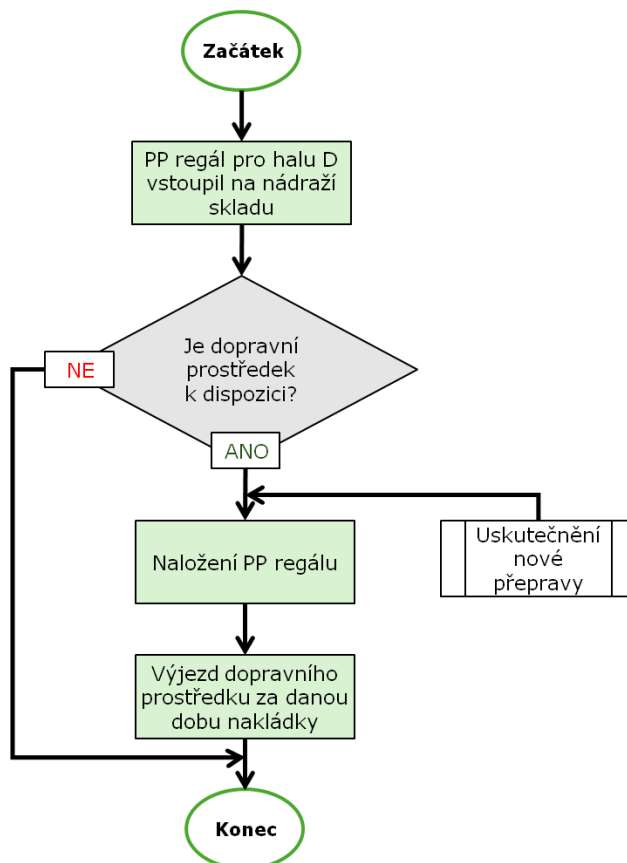 Začátek
PP regál pro halu D
vstoupil na nádraží
skladu
Je dopravní
prostředek
k dispozici?
NE
ANO
Uskutečnění
nové
přepravy
Naložení PP regálu
Výjezd dopravního
prostředku za danou
dobu nakládky
Konec